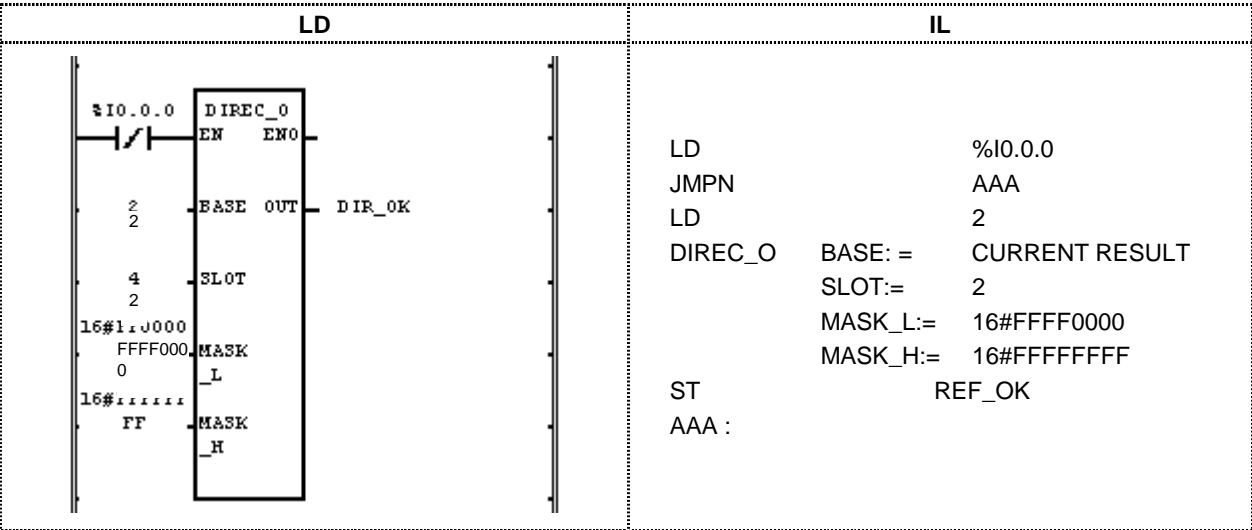 LD
IL
%I0.0.0
DIREC_O
EN ENO
2
BASE OUT DIR_OK
2
4
SLOT
2
FFFF000
MASK
0
_L
FF
MASK
_H
LD %I0.0.0
JMPN AAA
LD 2
DIREC_O BASE: = CURRENT RESULT
SLOT:= 2
MASK_L:= 16#FFFF0000
MASK_H:= 16#FFFFFFFF
ST REF_OK
AAA :